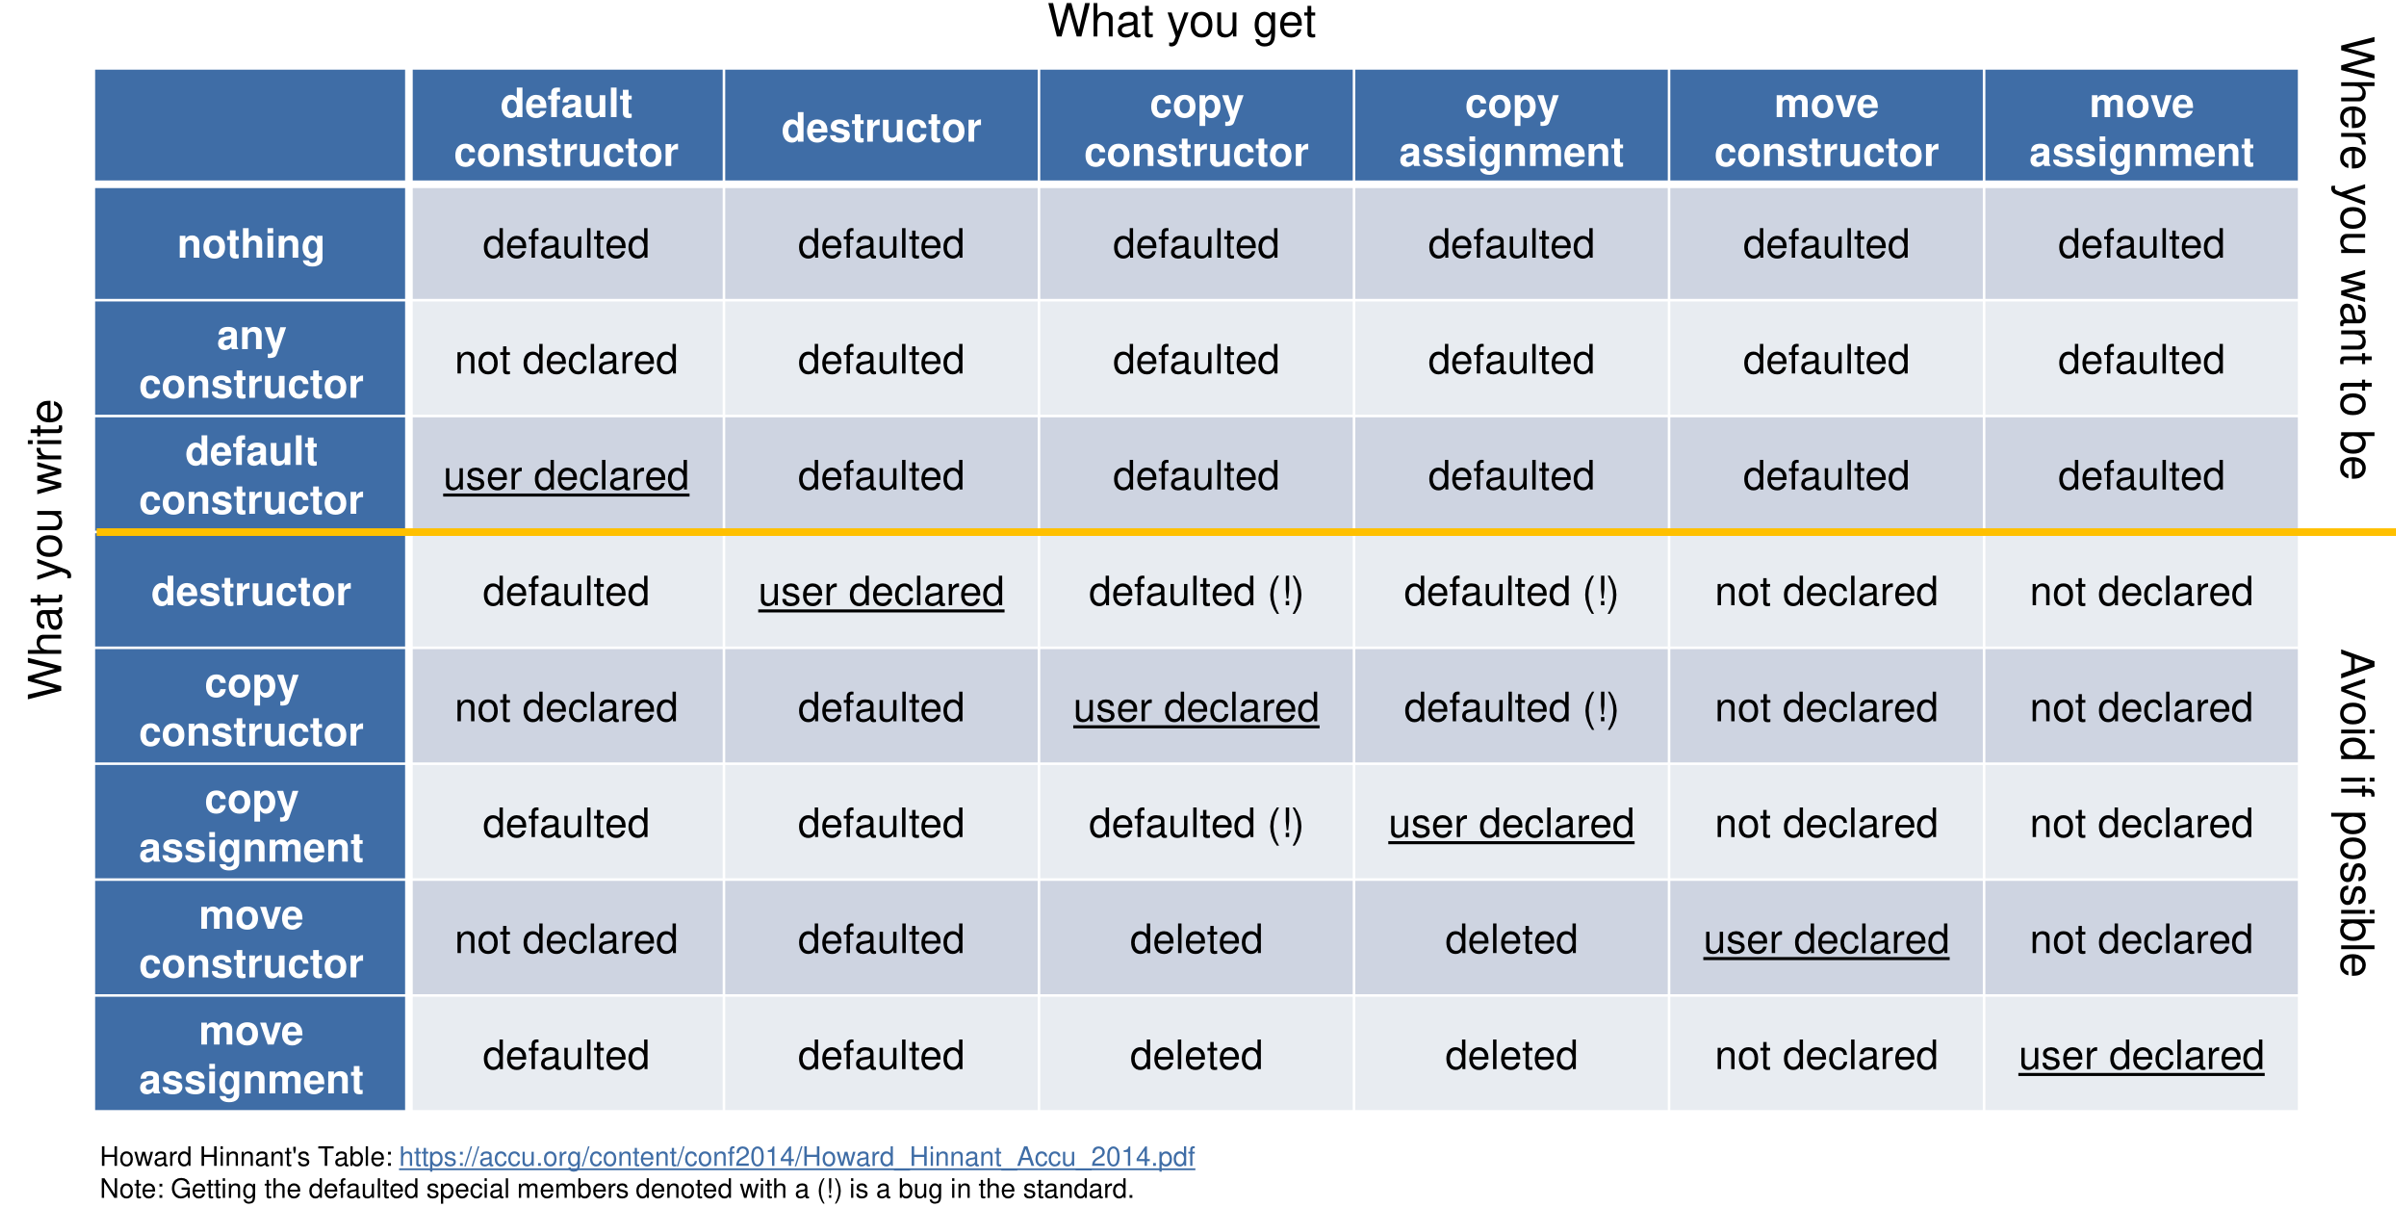 What you get
default constructor destructor copy constructor copy assignment move constructor move assignment
nothing defaulted defaulted defaulted defaulted defaulted defaulted
any constructor not declared defaulted defaulted defaulted defaulted defaulted
default constructor user declared defaulted defaulted defaulted defaulted defaulted
destructor defaulted user declared defaulted (!) defaulted (!) not declared not declared
copy constructor not declared defaulted user declared defaulted (!) not declared not declared
copy assignment defaulted defaulted defaulted (!) user declared not declared not declared
move constructor not declared defaulted deleted deleted user declared not declared
move assignment defaulted defaulted deleted deleted not declared user declared
What you write
Where you want to be
Avoid if possible
Howard Hinnant's Table: https://accu.org/content/conf2014/Howard_Hinnant_Accu_2014.pdf
Note: Getting the defaulted special members denoted with a (!) is a bug in the standard.